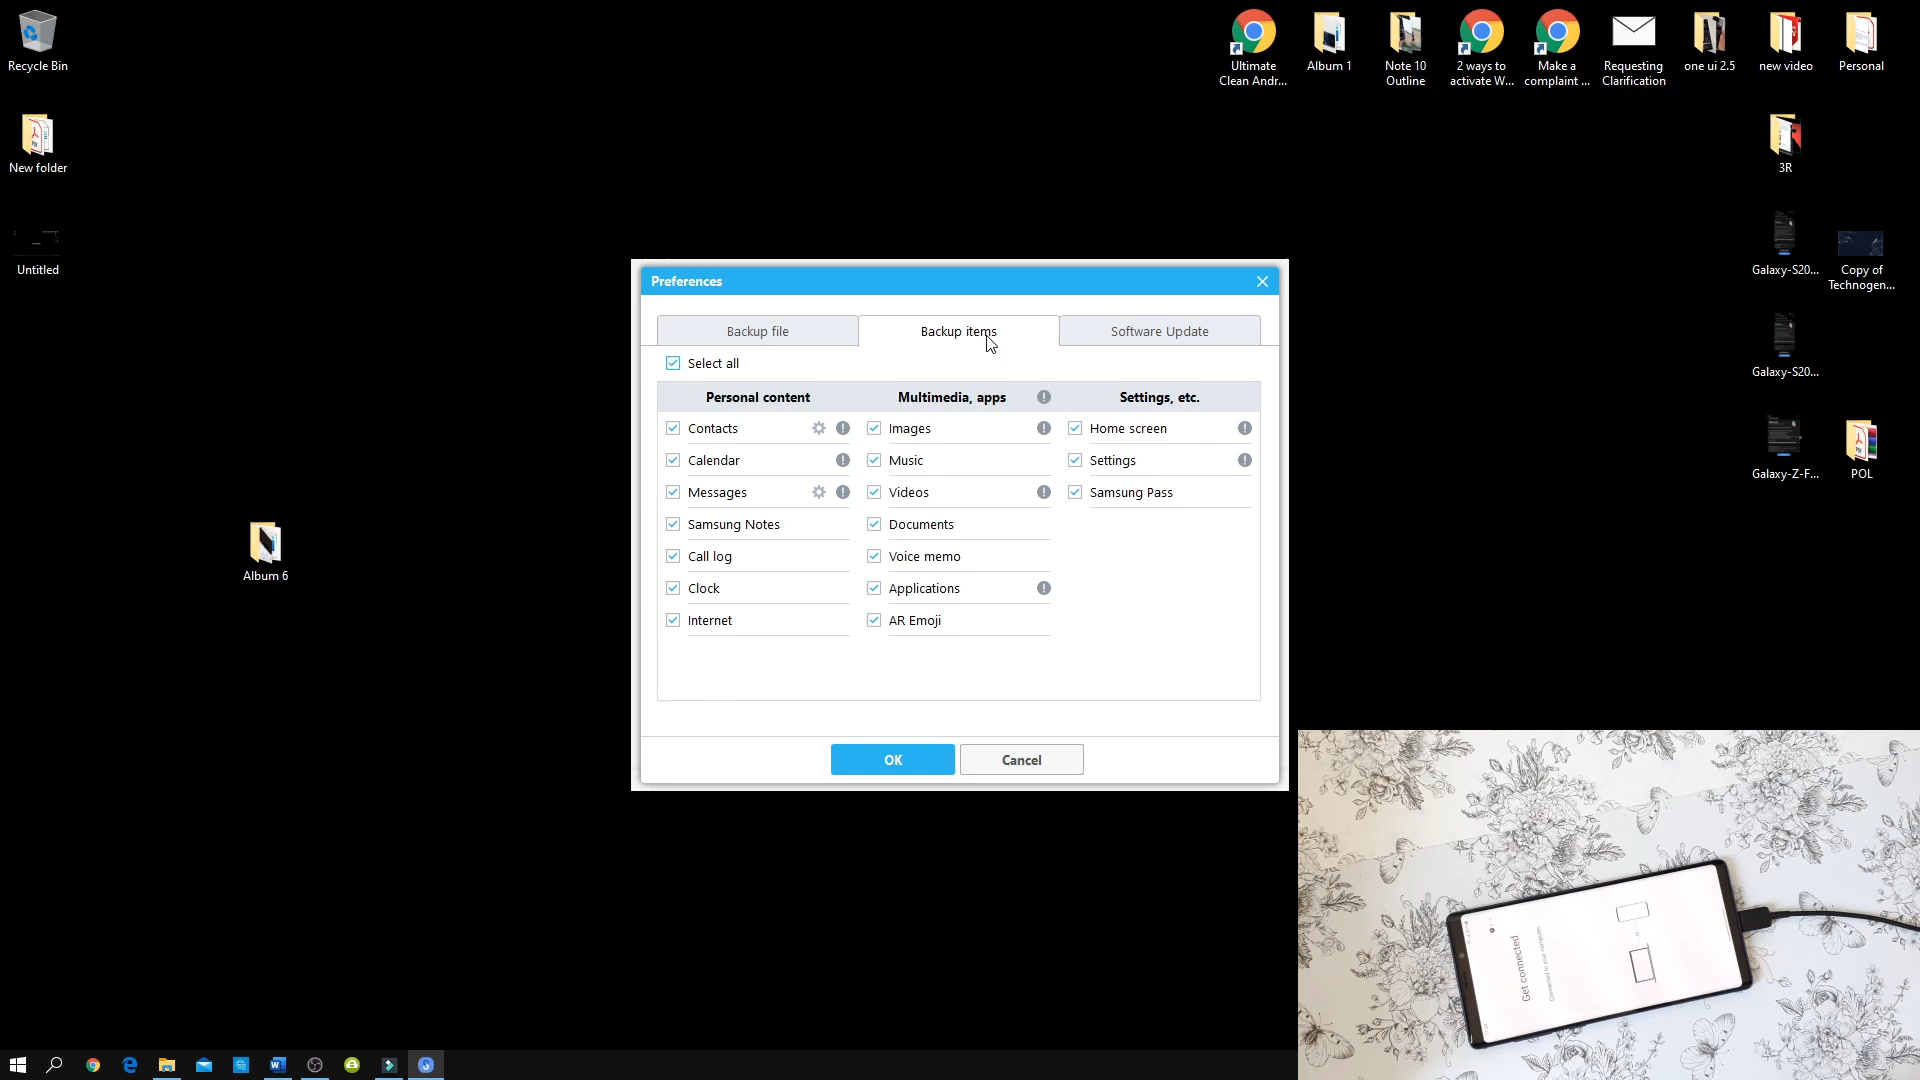 Recycle Bin
New folder
Untitled
Album 6
Ultimate
Clean Andr...
Album 1
Note 10
Outline
2 ways to
activate W...
Make a
complaint ...
Requesting
Clarification
one ui 2.5
new video
Personal
3R
Galaxy-S20...
Copy of
Technogen...
Galaxy-S20...
Galaxy-Z-F...
POL
Preferences
Backup file
Backup items
Software Update
Select all
Personal content
Multimedia, apps
Settings, etc.
Contacts
Images
Home screen
Calendar
Music
Settings
Messages
Videos
Samsung Pass
Samsung Notes
Documents
Call log
Voice memo
Clock
Applications
Internet
AR Emoji
OK
Cancel
Get connected
Connected to your computer.